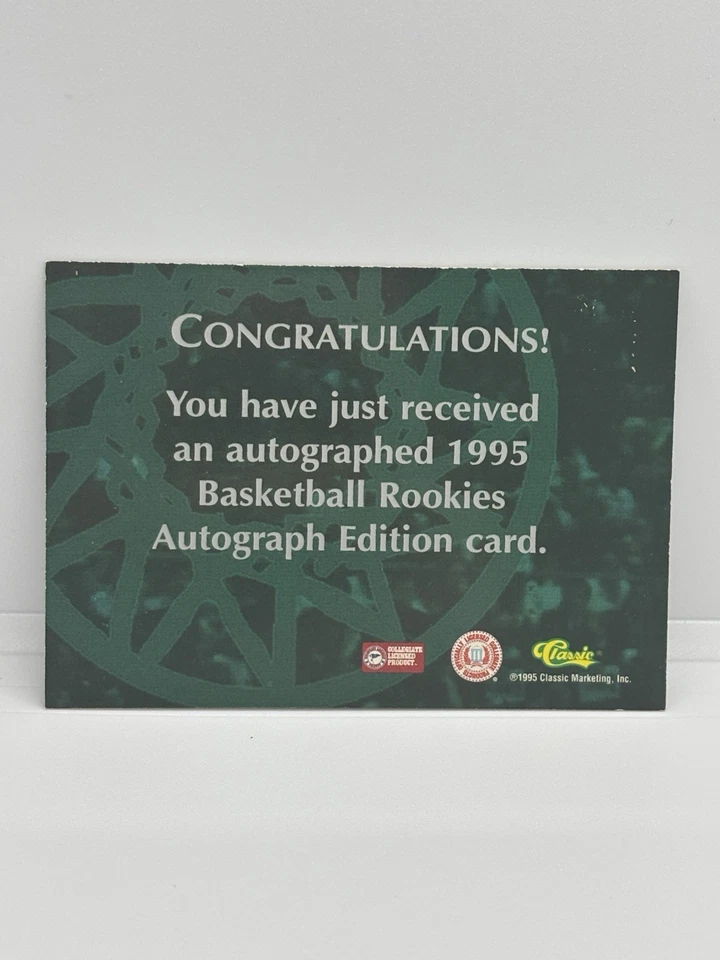 CONGRATULATIONS!
You have just received
an autographed 1995
Basketball Rookies
Autograph Edition card.
COLLEGIATE
LICENSED
PRODUCT.
Classic
©1995 Classic Marketing, Inc.